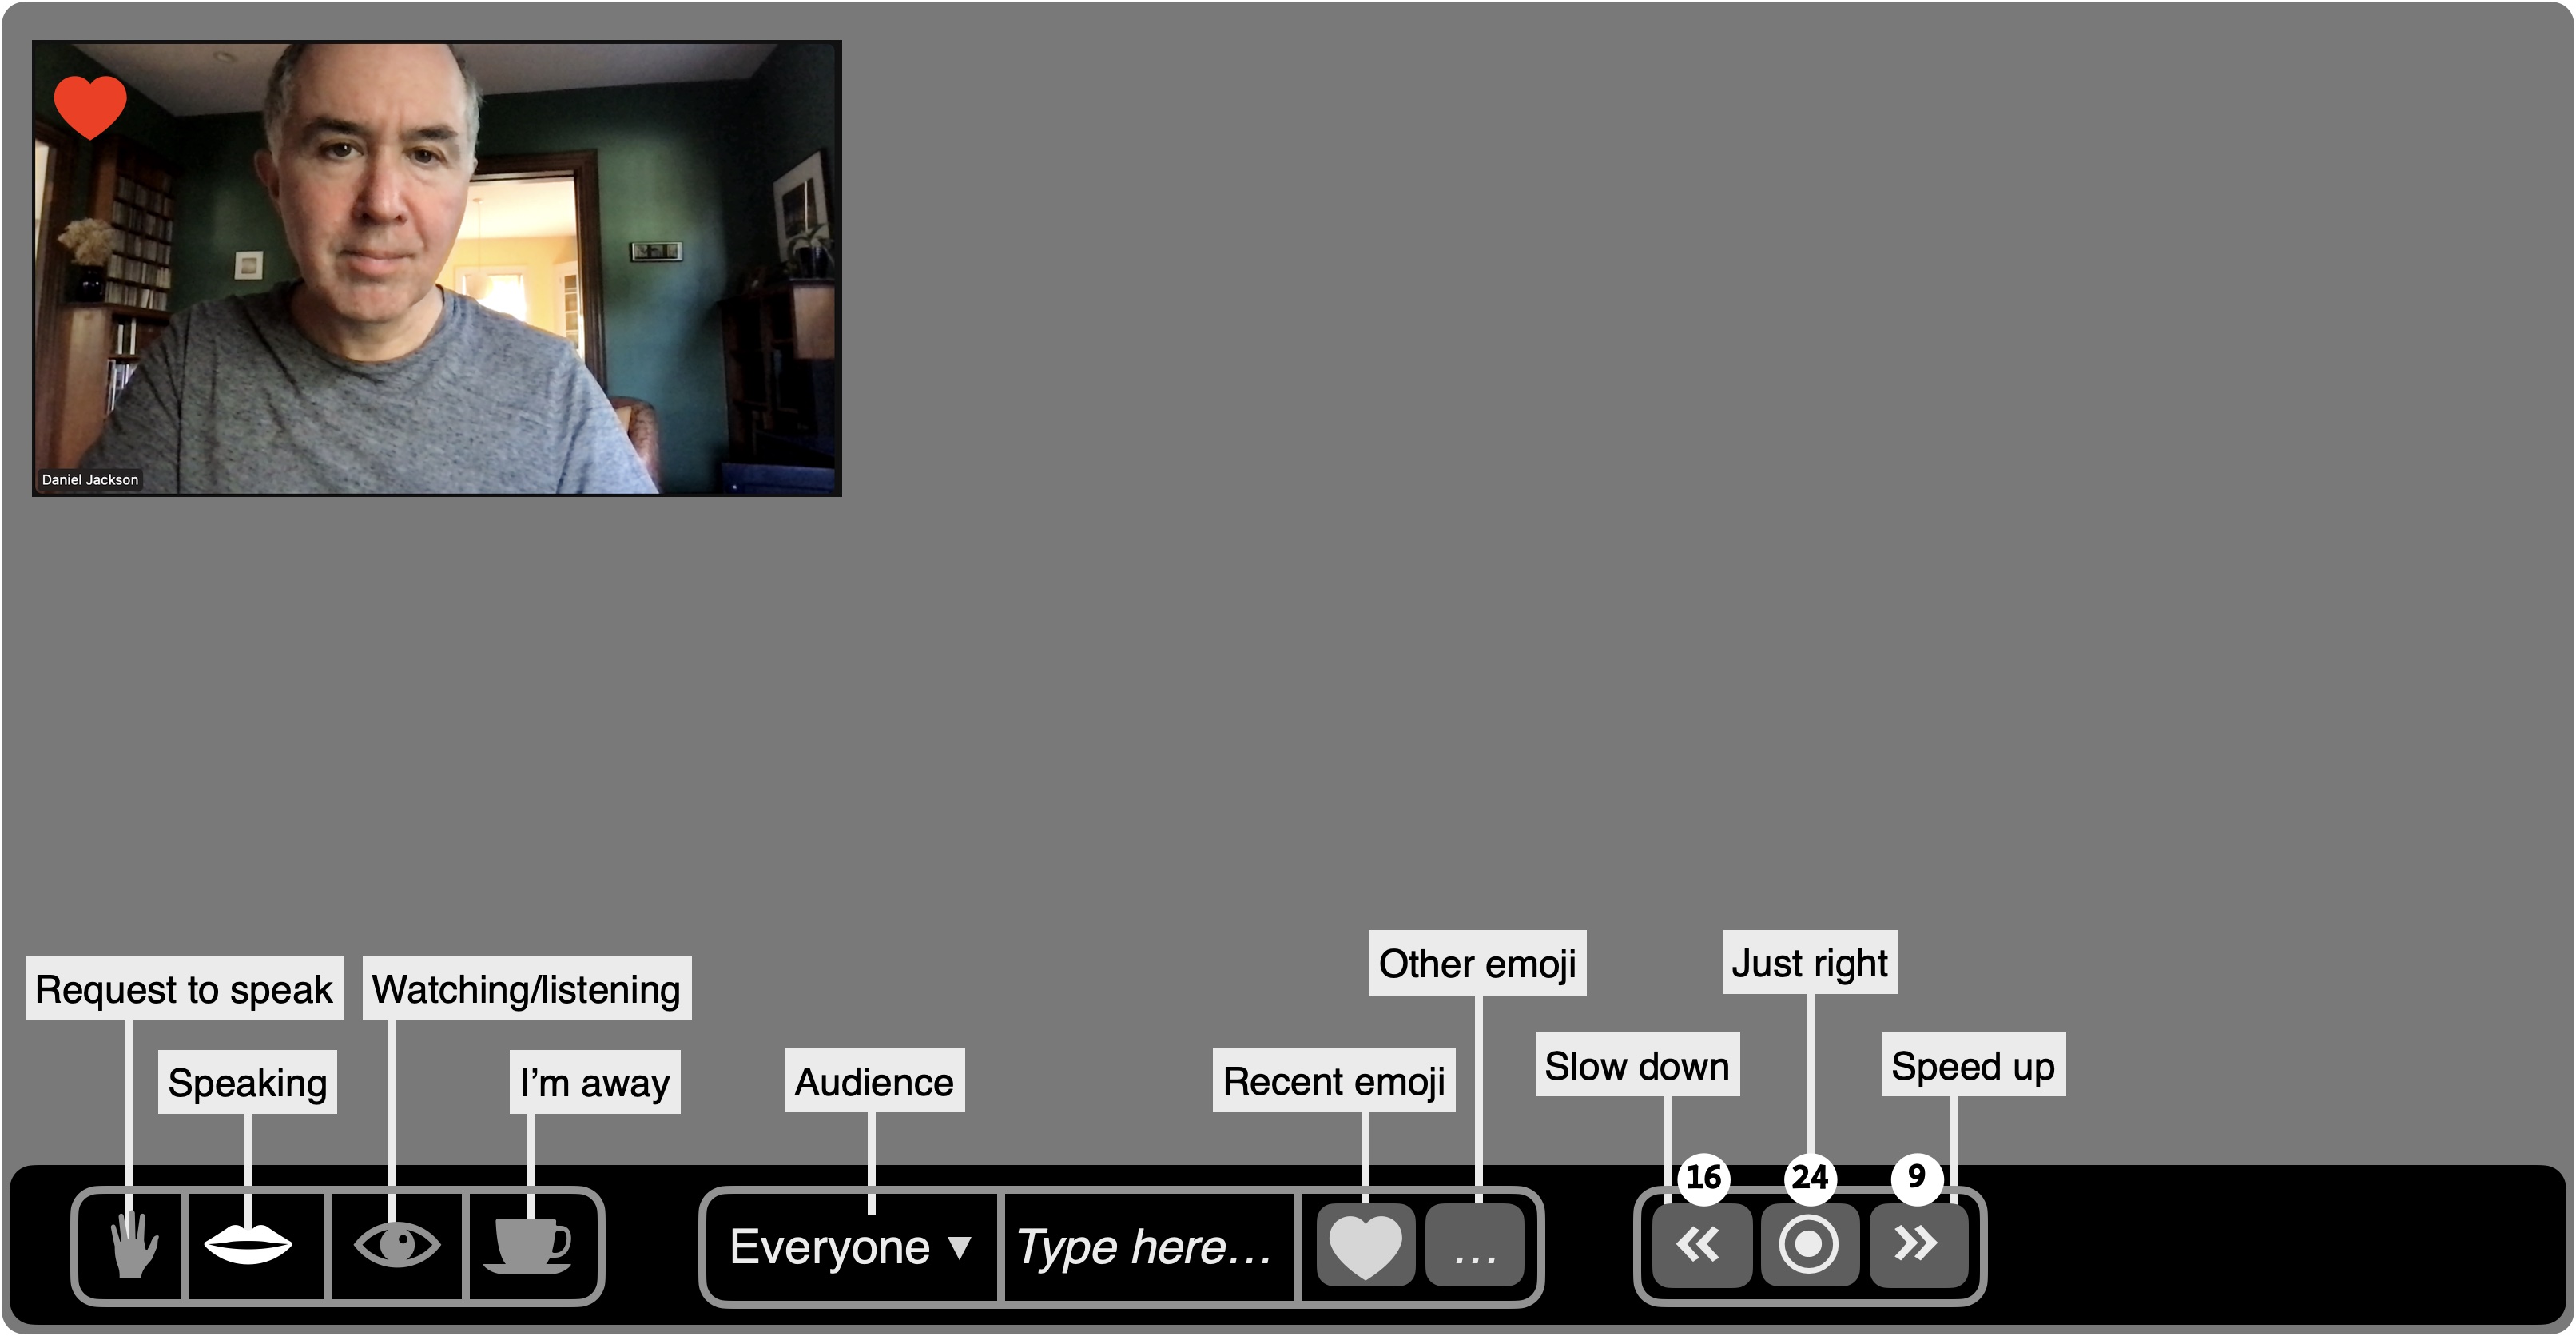 Daniel Jackson
Other emoji
Just right
Request to speak
Watching/listening
Slow down
Speed up
Speaking
I’m away
Audience
Recent emoji
16
24
9
Everyone ▼
Type here...
...